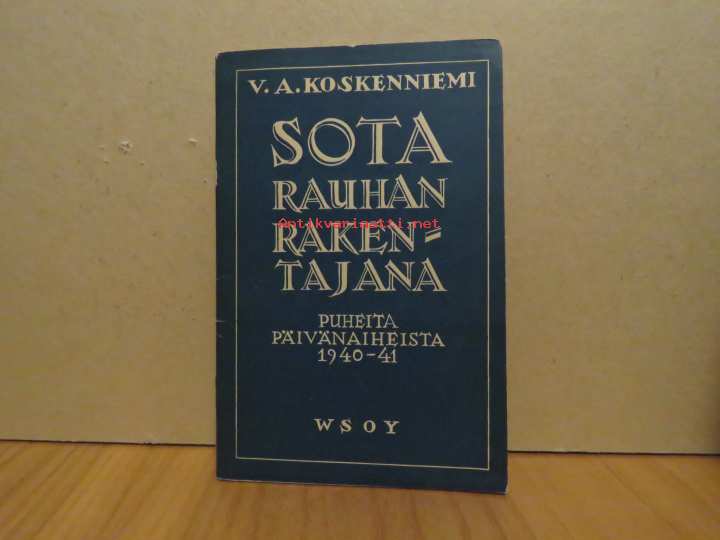 V. A. KOSKENNIEMI
SOTA
RAUHAN
Antikvariaatti.net
RAKEN-
TAJANA
PUHEITA
PÄIVÄNAIHEISTA
1940-41
WSOY